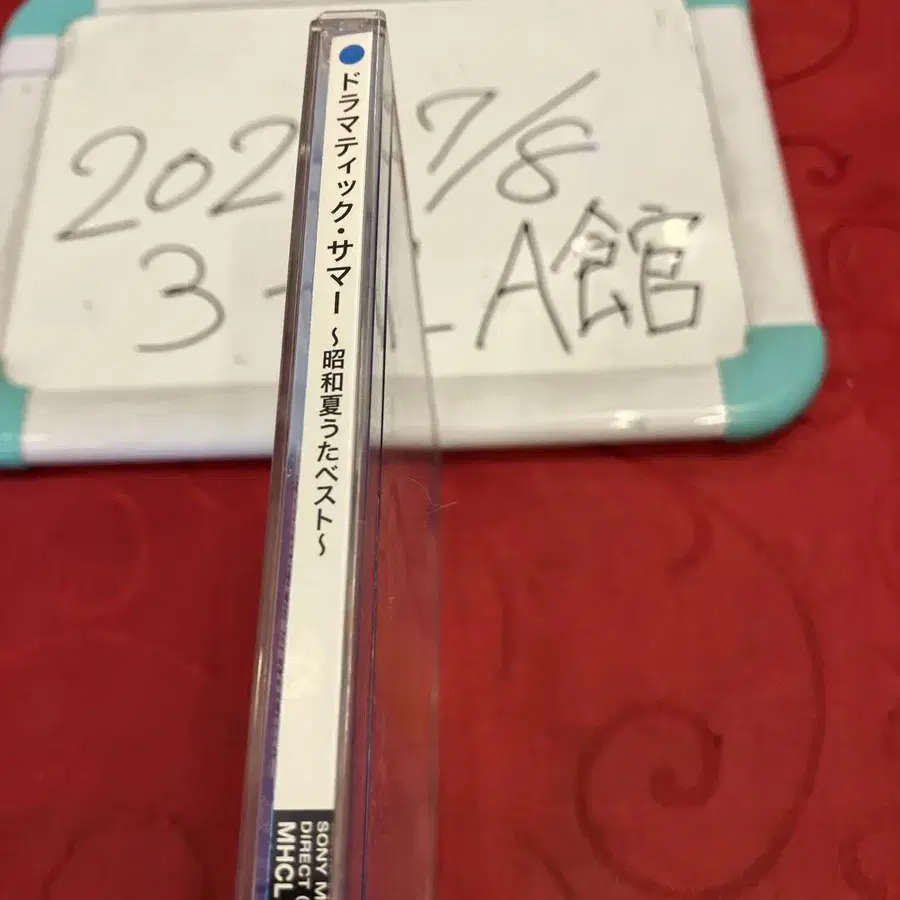 ドラマティック・サマー ~昭和夏うたベスト~
SONY M
DIRECT (
MHCL
202 7/8
3 A館